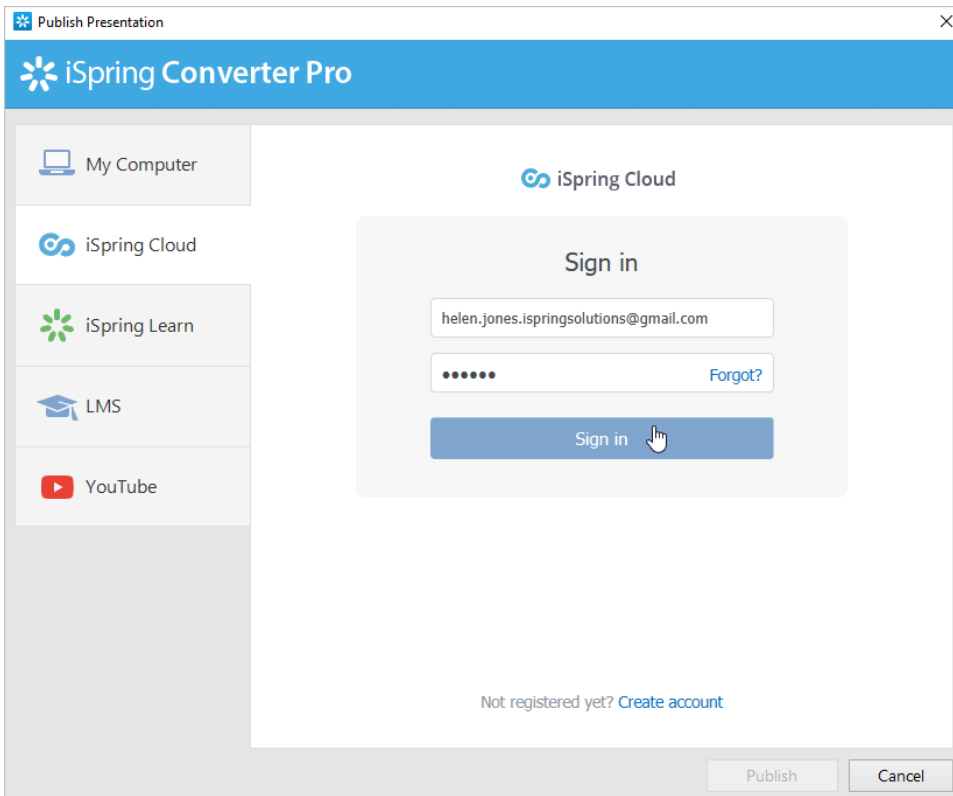 Publish Presentation
iSpring Converter Pro
My Computer
iSpring Cloud
iSpring Learn
LMS
YouTube
iSpring Cloud
Sign in
helen.jones.ispringsolutions@gmail.com
●●●●●● Forgot?
Sign in
Not registered yet? Create account
Publish Cancel